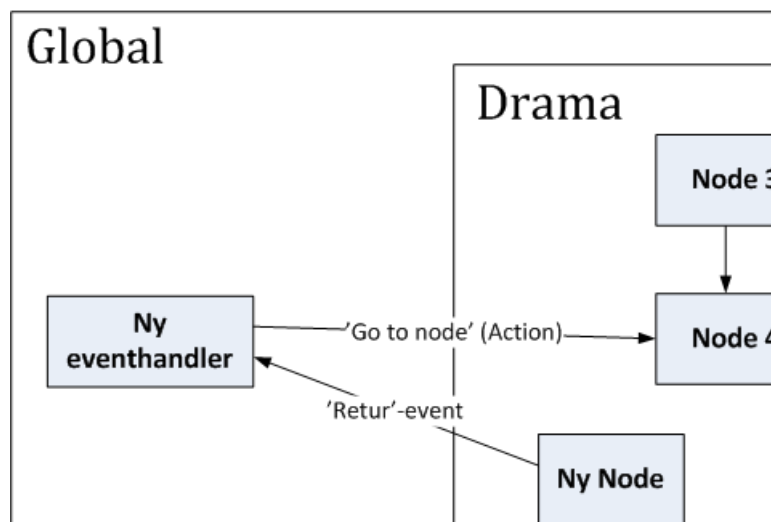 Global
Drama
Node 3
Ny
eventhandler
’Go to node’ (Action)
Node 4
’Retur’-event
Ny Node